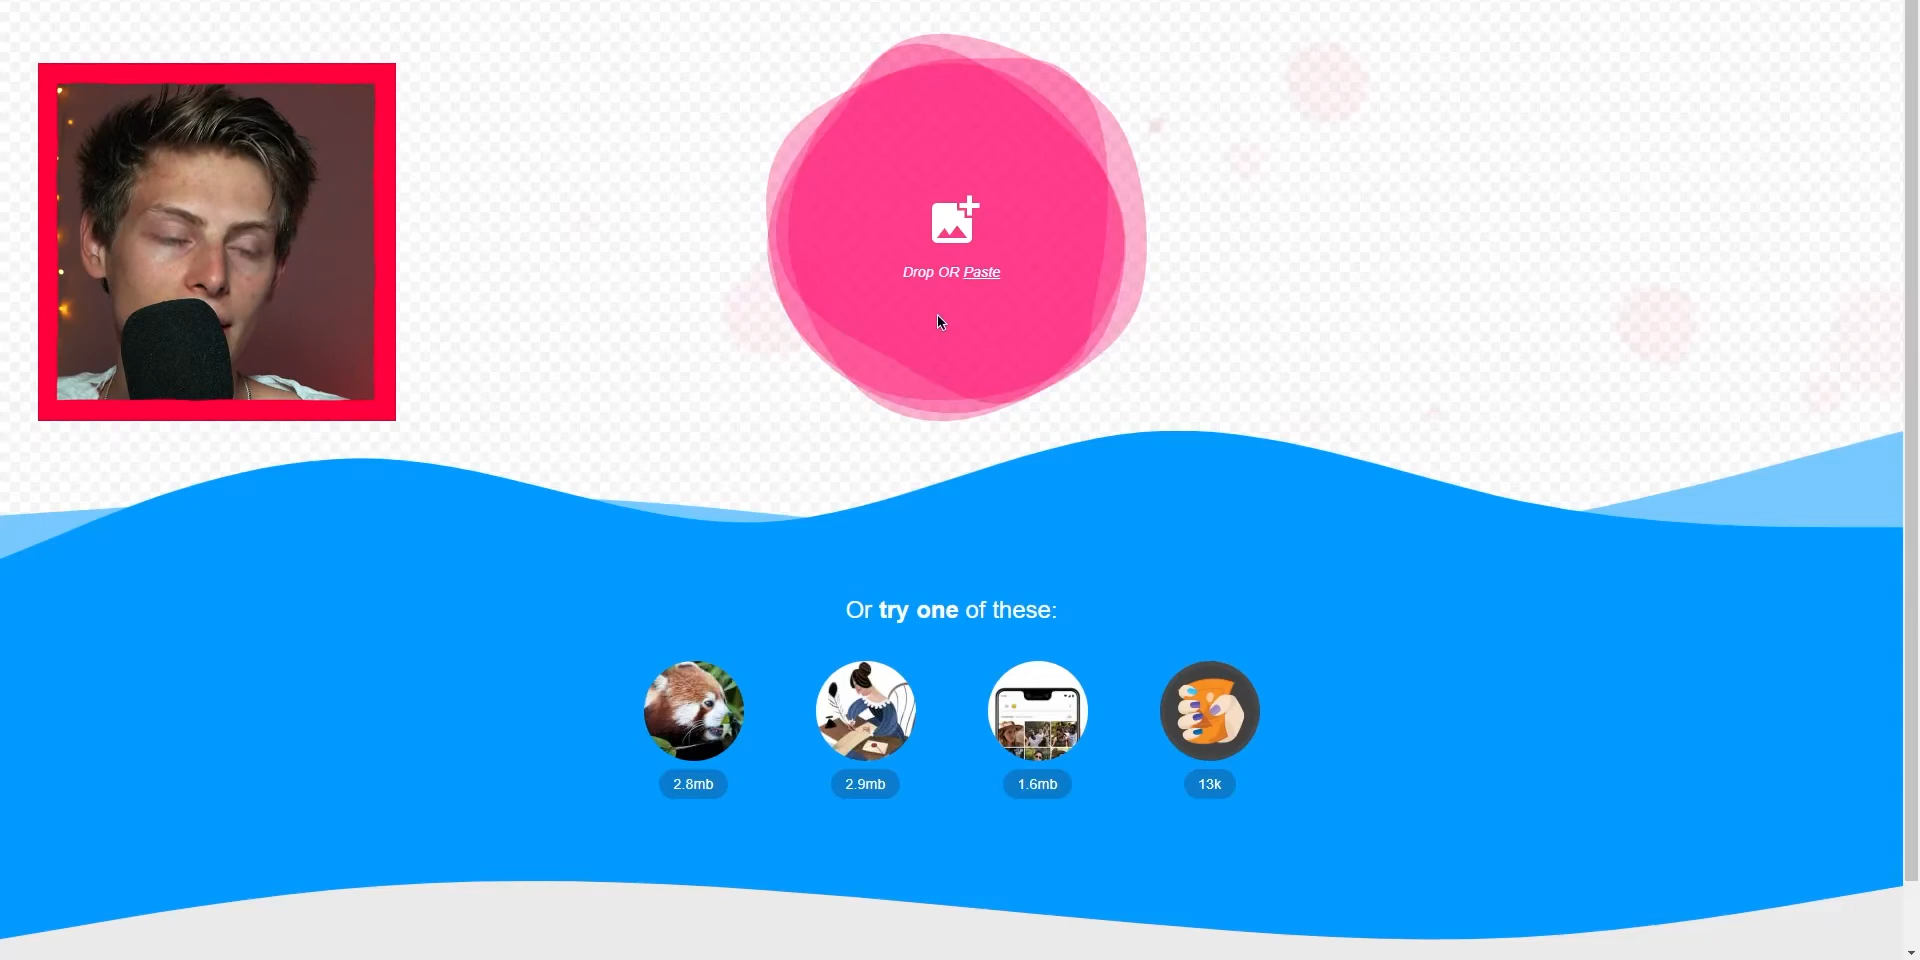 Drop OR Paste
Or try one of these:
2.8mb
2.9mb
1.6mb
13k